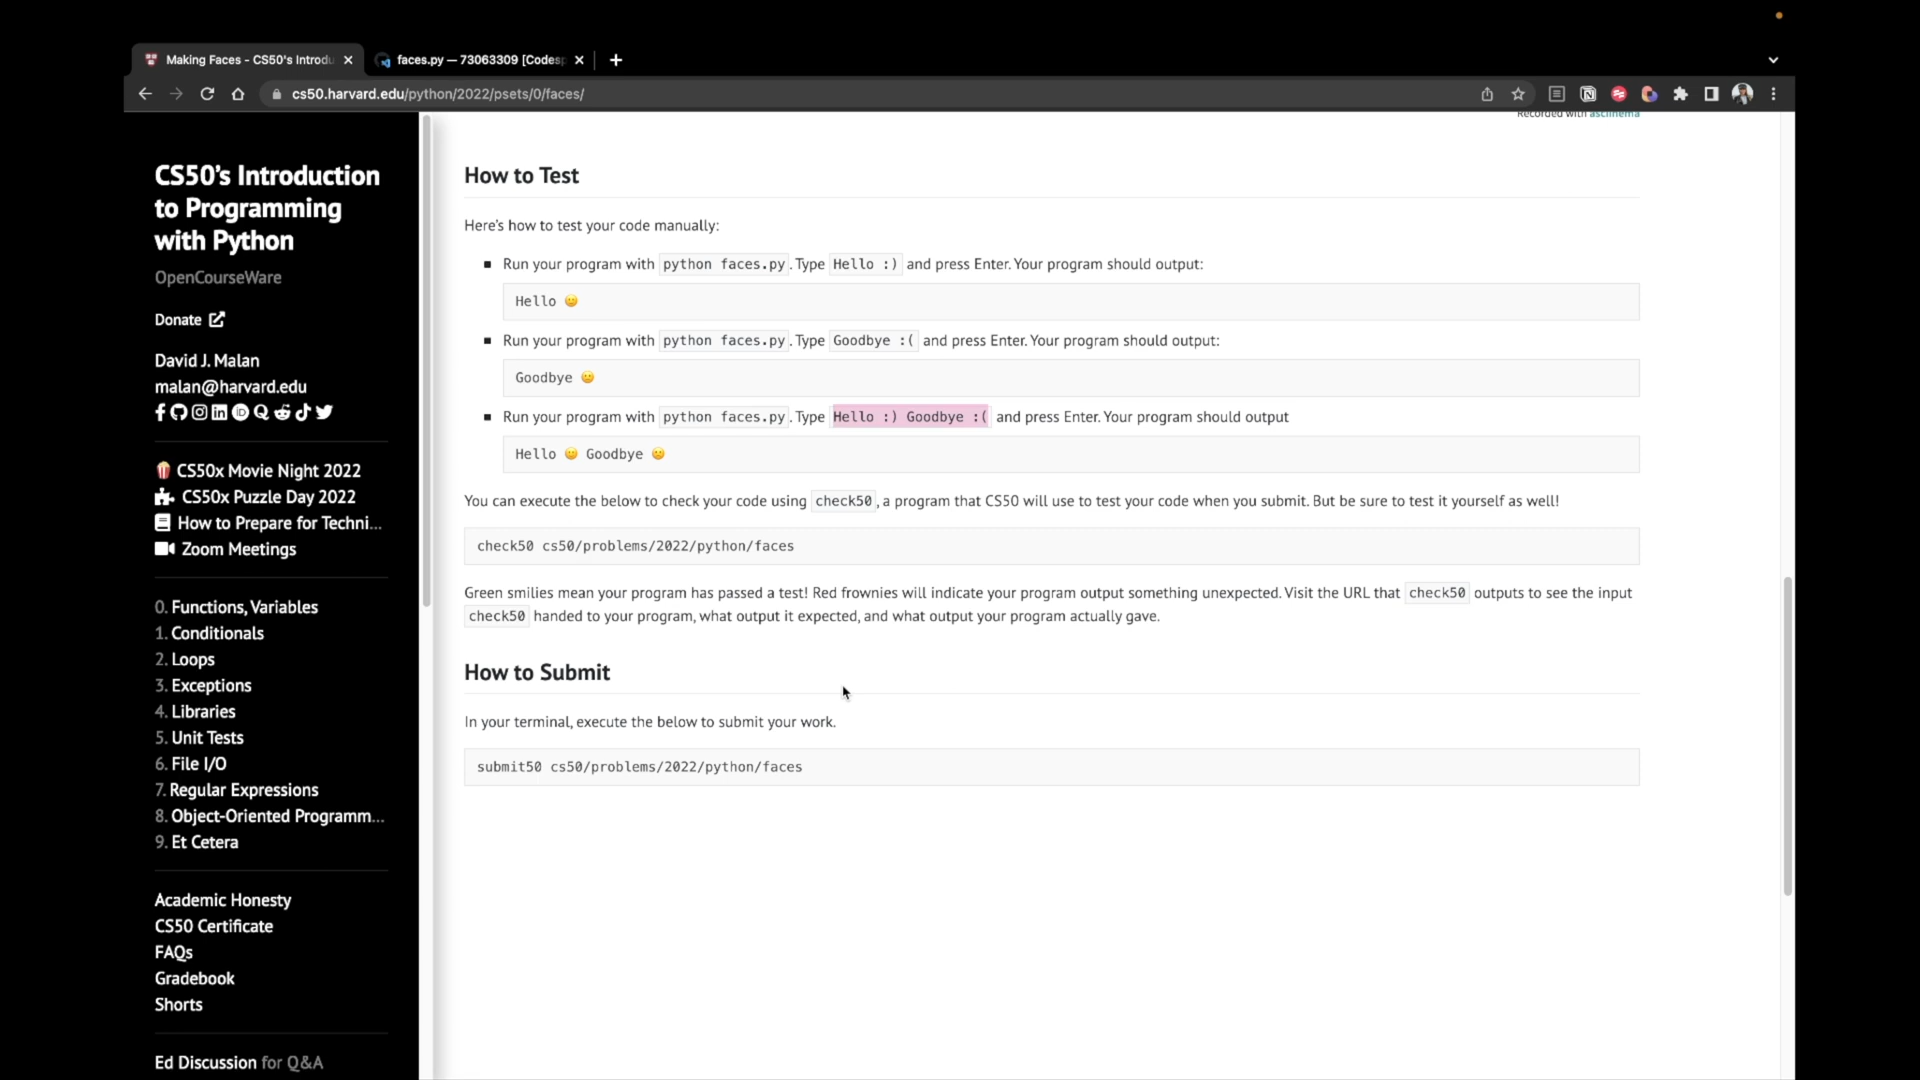 Making Faces - CS50's Introdu
faces.py — 73063309 [Codesp
cs50.harvard.edu/python/2022/psets/0/faces/
Recorded with asciinema
CS50's Introduction
to Programming
with Python
OpenCourseWare
Donate
David J. Malan
malan@harvard.edu
🍿 CS50x Movie Night 2022
CS50x Puzzle Day 2022
How to Prepare for Techni...
Zoom Meetings
0. Functions, Variables
1. Conditionals
2. Loops
3. Exceptions
4. Libraries
5. Unit Tests
6. File I/O
7. Regular Expressions
8. Object-Oriented Programm...
9. Et Cetera
Academic Honesty
CS50 Certificate
FAQs
Gradebook
Shorts
Ed Discussion for Q&A
How to Test
Here's how to test your code manually:
Run your program with python faces.py. Type Hello :) and press Enter. Your program should output:
Hello 🙂
Run your program with python faces.py. Type Goodbye :( and press Enter. Your program should output:
Goodbye 🙁
Run your program with python faces.py. Type Hello :) Goodbye :( and press Enter. Your program should output
Hello 🙂 Goodbye 🙁
You can execute the below to check your code using check50, a program that CS50 will use to test your code when you submit. But be sure to test it yourself as well!
check50 cs50/problems/2022/python/faces
Green smilies mean your program has passed a test! Red frownies will indicate your program output something unexpected. Visit the URL that check50 outputs to see the input
check50 handed to your program, what output it expected, and what output your program actually gave.
How to Submit
In your terminal, execute the below to submit your work.
submit50 cs50/problems/2022/python/faces